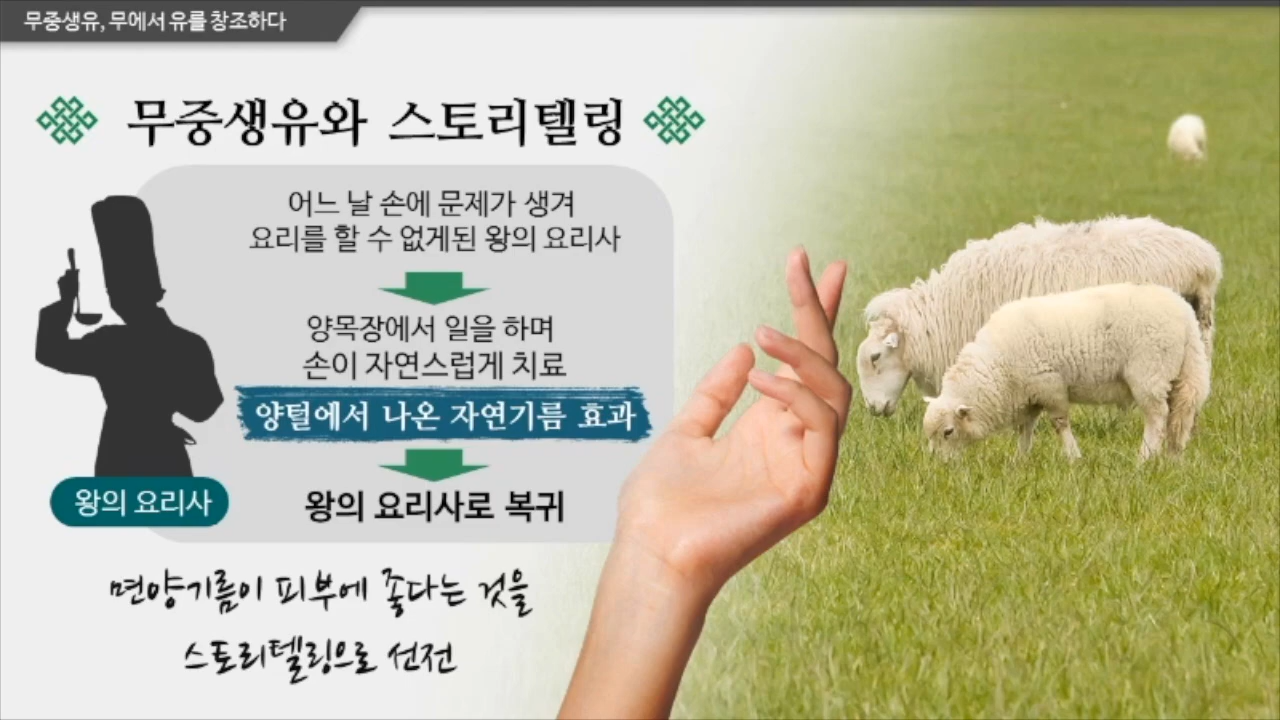 무중생유, 무에서 유를 창조하다
무중생유와 스토리텔링
어느 날 손에 문제가 생겨
요리를 할 수 없게된 왕의 요리사
양목장에서 일을 하며
손이 자연스럽게 치료
양털에서 나온 자연기름 효과
왕의 요리사로 복귀
왕의 요리사
면양기름이 피부에 좋다는 것을
스토리텔링으로 선전